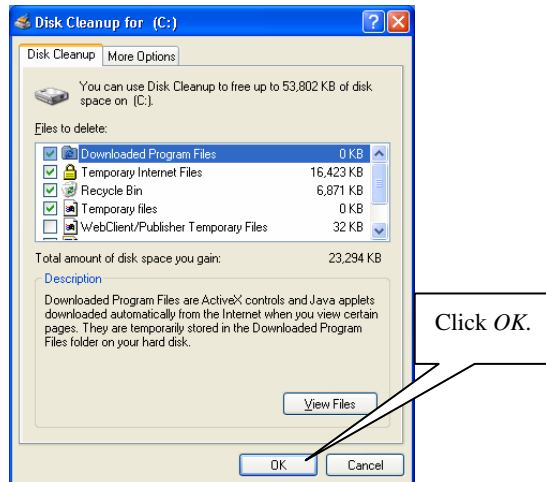 Disk Cleanup for (C:)
Disk Cleanup More Options
You can use Disk Cleanup to free up to 53,802 KB of disk
space on (C:).
Files to delete:
Downloaded Program Files 0 KB
Temporary Internet Files 16,423 KB
Recycle Bin 6,871 KB
Temporary files 0 KB
WebClient/Publisher Temporary Files 32 KB
Total amount of disk space you gain: 23,294 KB
Description
Downloaded Program Files are ActiveX controls and Java applets
downloaded automatically from the Internet when you view certain
pages. They are temporarily stored in the Downloaded Program
Files folder on your hard disk.
Click OK.
View Files
OK Cancel